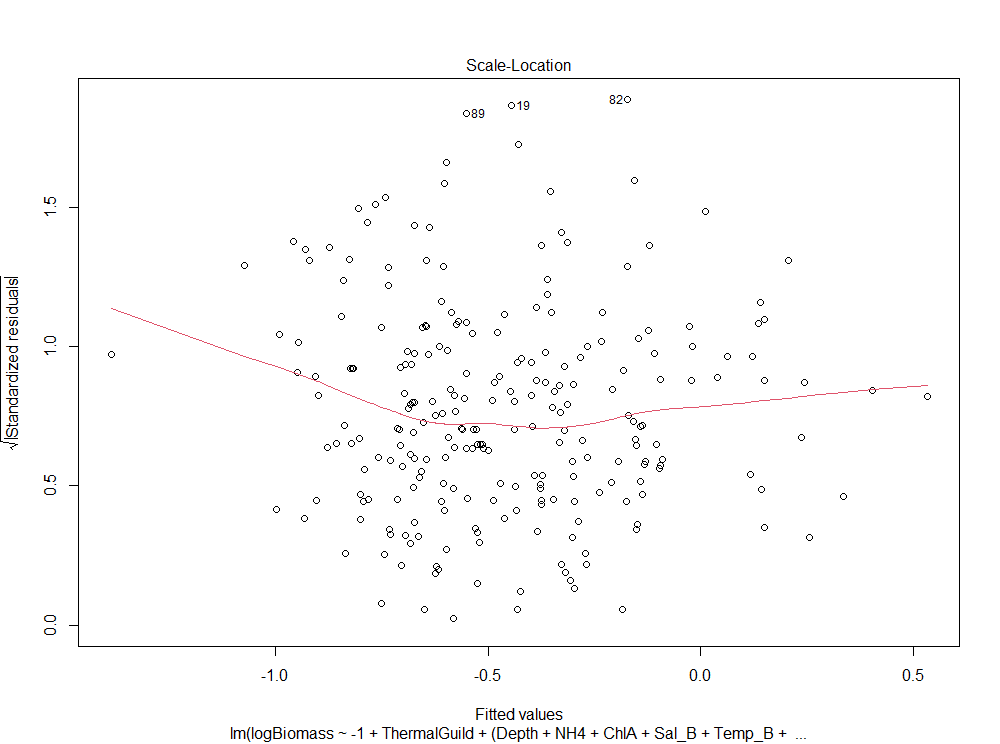 Scale-Location
89
19
82
√|Standardized residuals|
0.0
0.5
1.0
1.5
-1.0
-0.5
0.0
0.5
Fitted values
lm(logBiomass ~ -1 + ThermalGuild + (Depth + NH4 + ChlA + Sal_B + Temp_B + ...